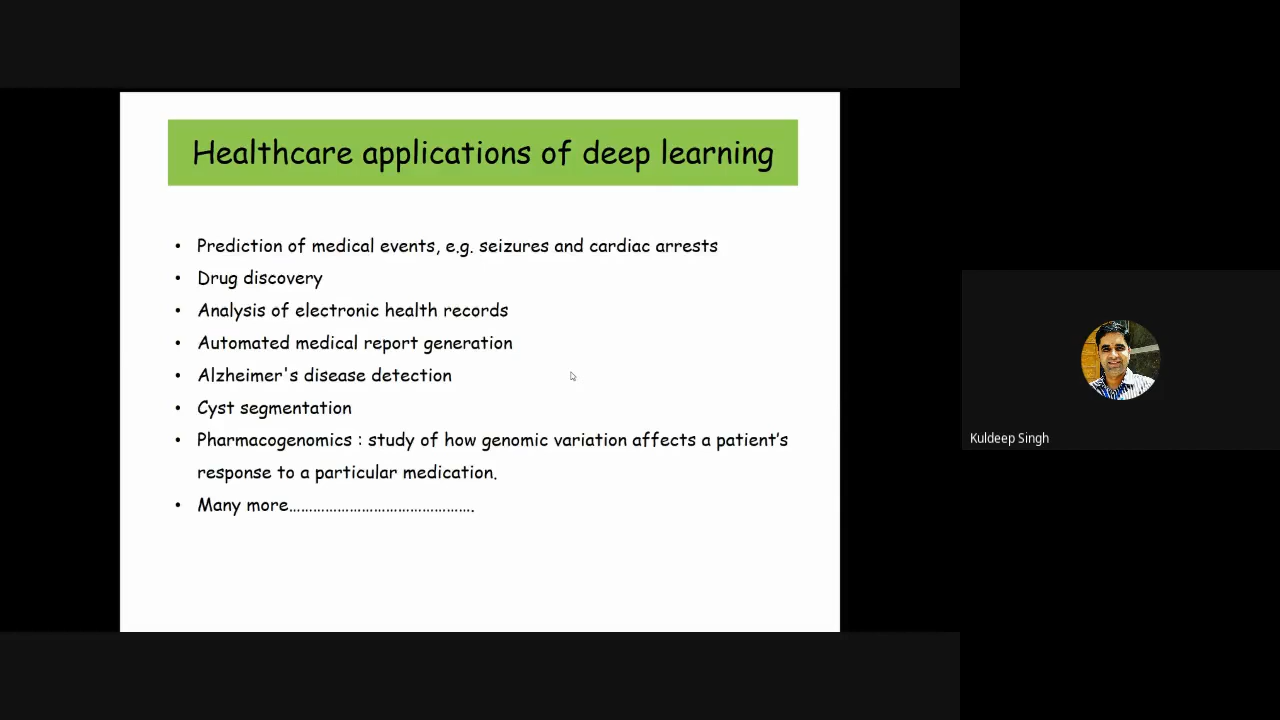 Healthcare applications of deep learning
• Prediction of medical events, e.g. seizures and cardiac arrests
• Drug discovery
• Analysis of electronic health records
• Automated medical report generation
• Alzheimer's disease detection
• Cyst segmentation
• Pharmacogenomics : study of how genomic variation affects a patient’s
response to a particular medication.
• Many more……………………………………….
Kuldeep Singh